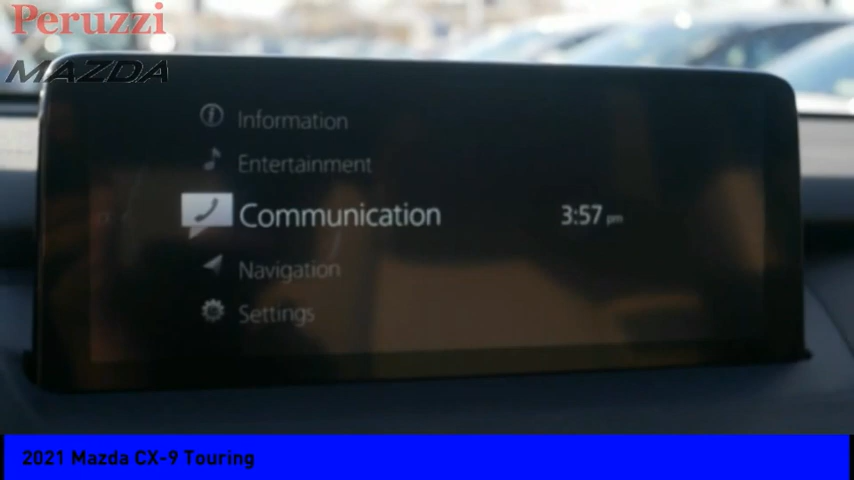 Peruzzi
MAZDA
Information
Entertainment
Communication
3:57 pm
Navigation
Settings
2021 Mazda CX-9 Touring